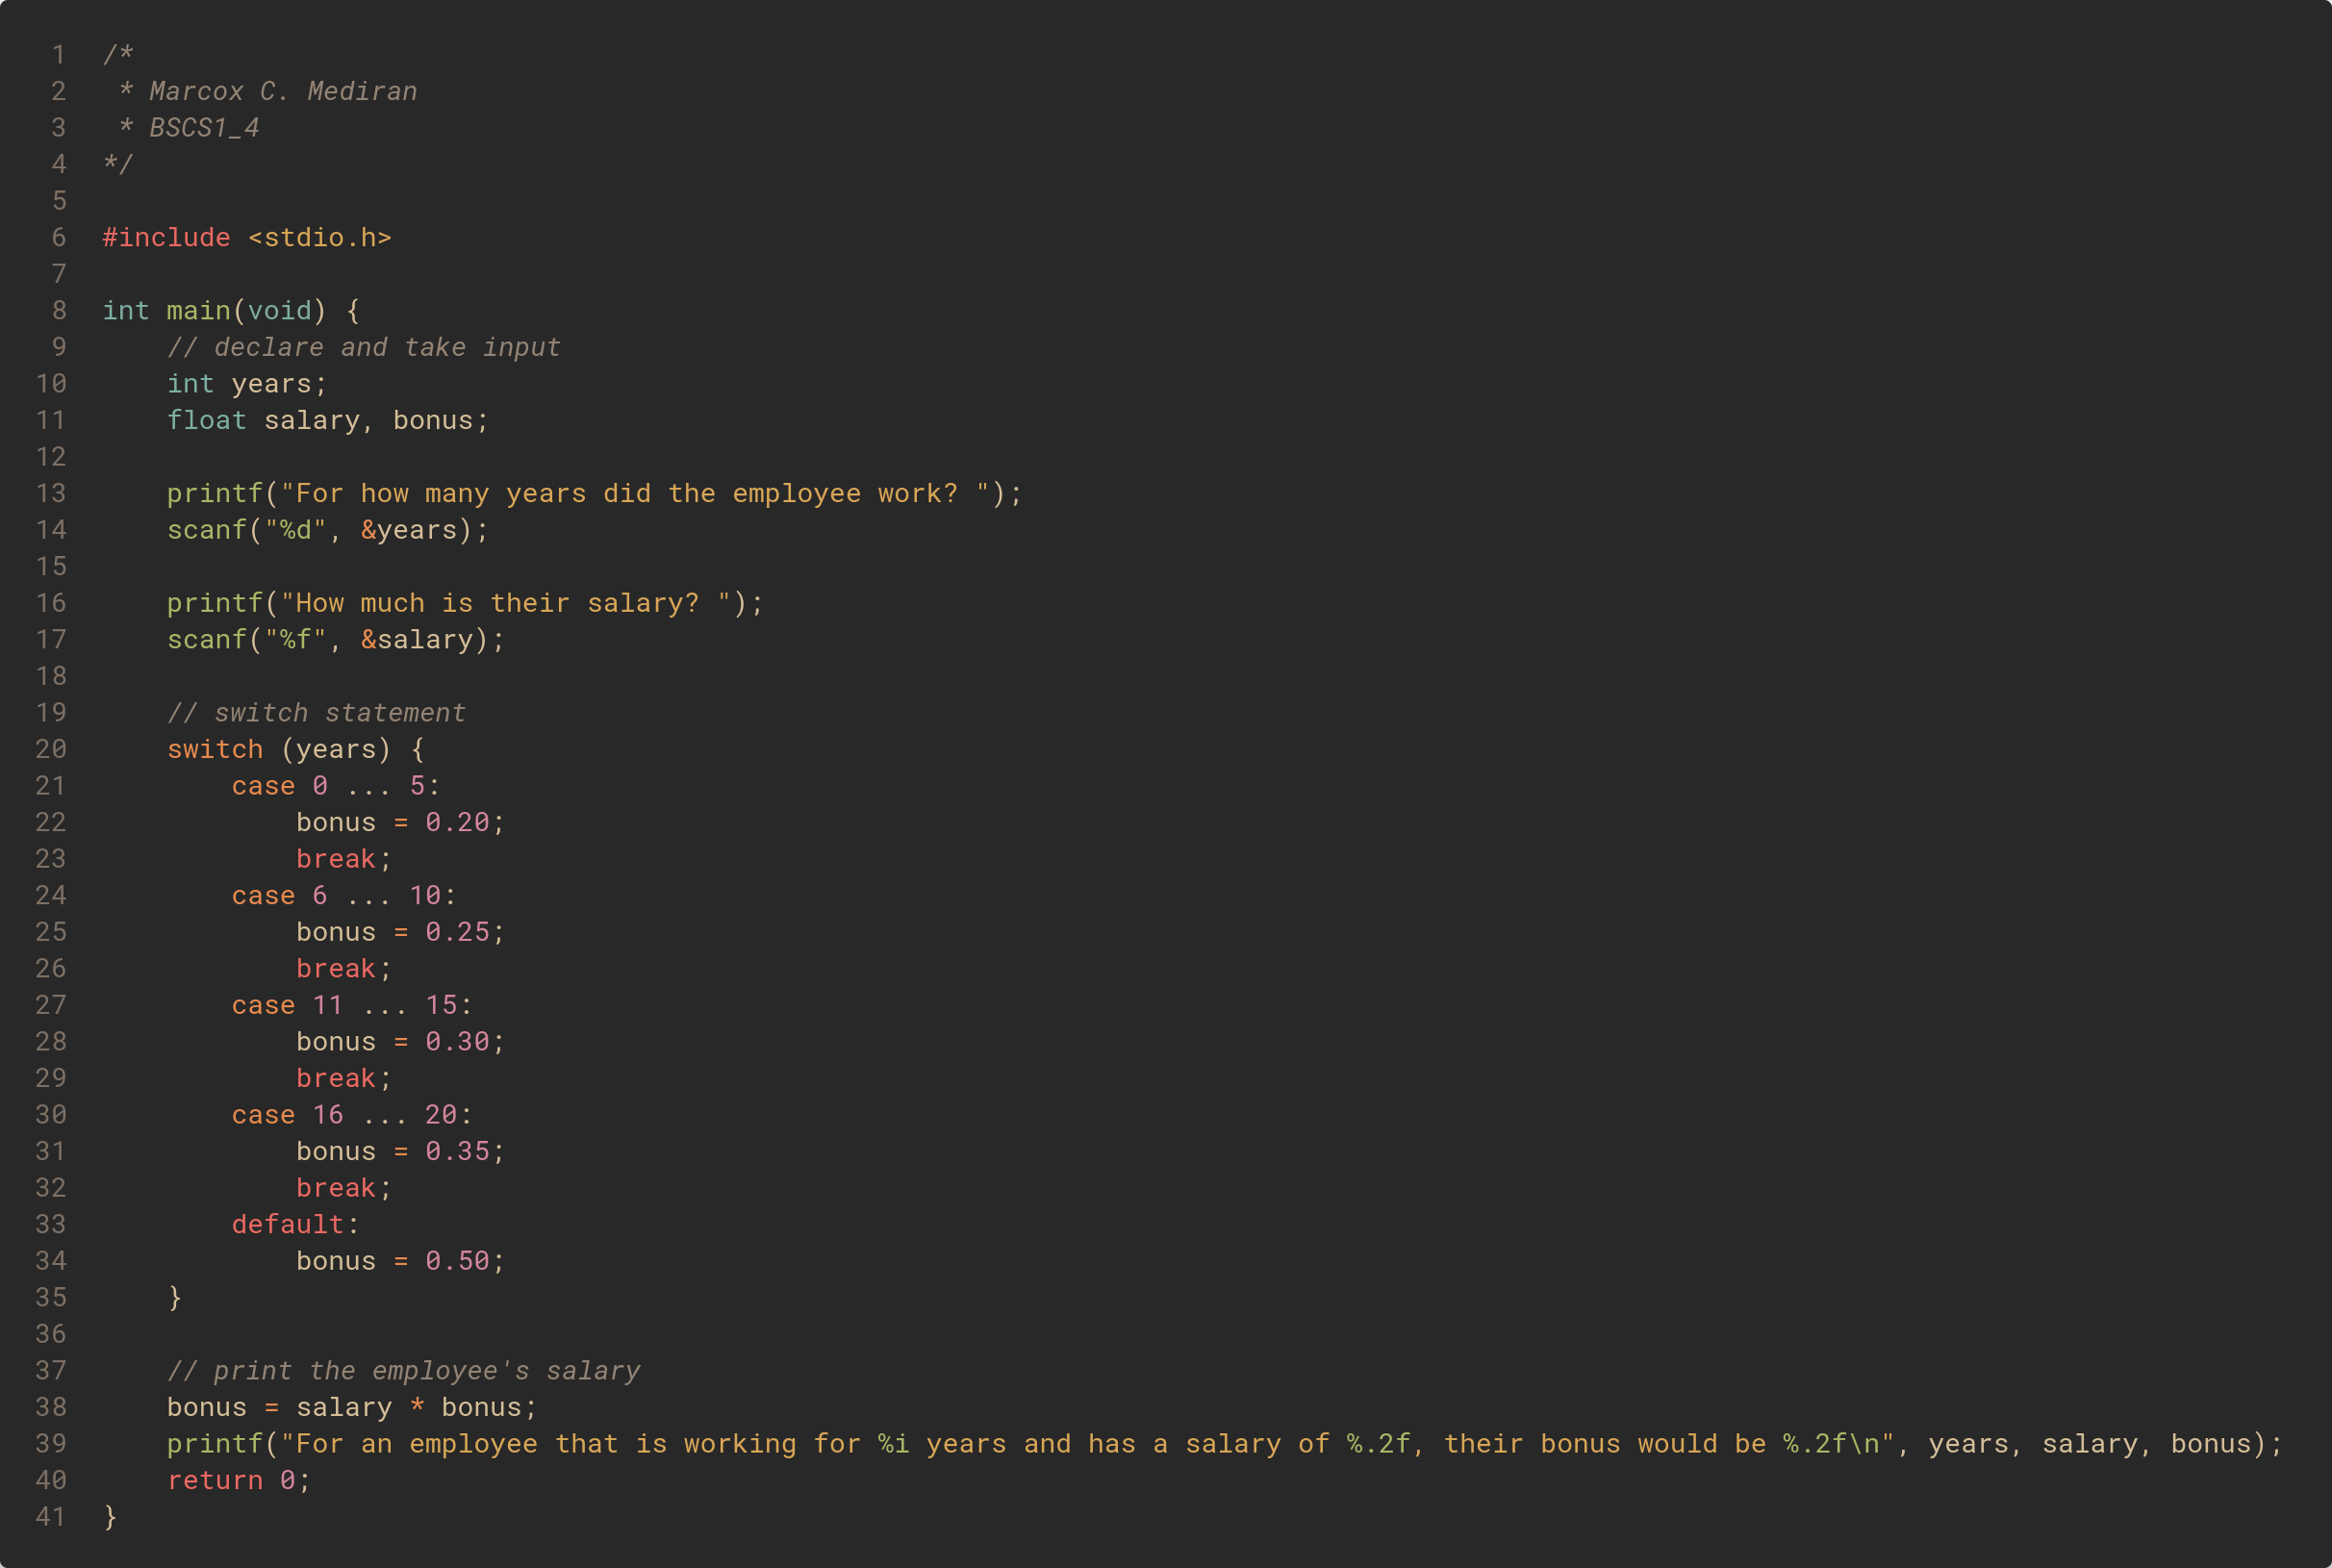 1 /*
2  * Marcox C. Mediran
3  * BSCS1_4
4 */
5
6 #include <stdio.h>
7
8 int main(void) {
9     // declare and take input
10     int years;
11     float salary, bonus;
12
13     printf("For how many years did the employee work? ");
14     scanf("%d", &years);
15
16     printf("How much is their salary? ");
17     scanf("%f", &salary);
18
19     // switch statement
20     switch (years) {
21         case 0 ... 5:
22             bonus = 0.20;
23             break;
24         case 6 ... 10:
25             bonus = 0.25;
26             break;
27         case 11 ... 15:
28             bonus = 0.30;
29             break;
30         case 16 ... 20:
31             bonus = 0.35;
32             break;
33         default:
34             bonus = 0.50;
35     }
36
37     // print the employee's salary
38     bonus = salary * bonus;
39     printf("For an employee that is working for %i years and has a salary of %.2f, their bonus would be %.2f\n", years, salary, bonus);
40     return 0;
41 }